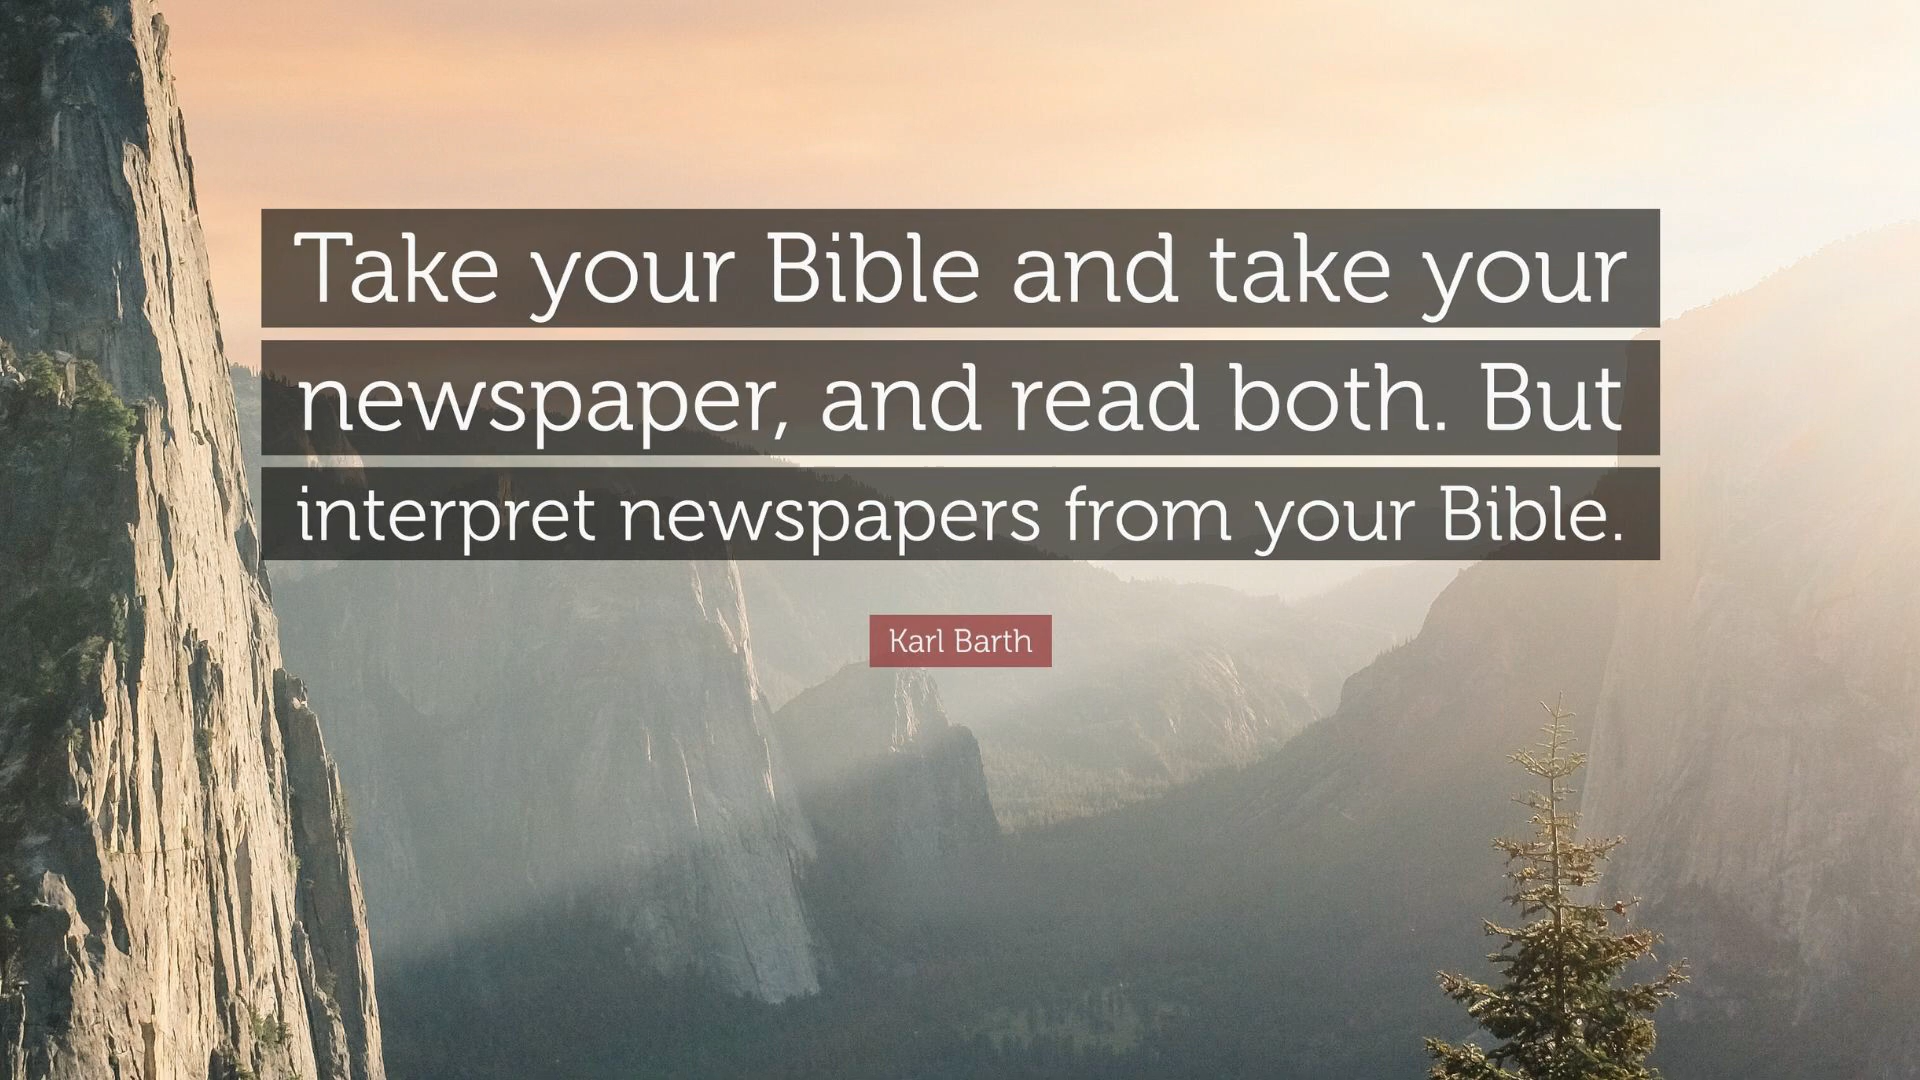 Take your Bible and take your
newspaper, and read both. But
interpret newspapers from your Bible.
Karl Barth